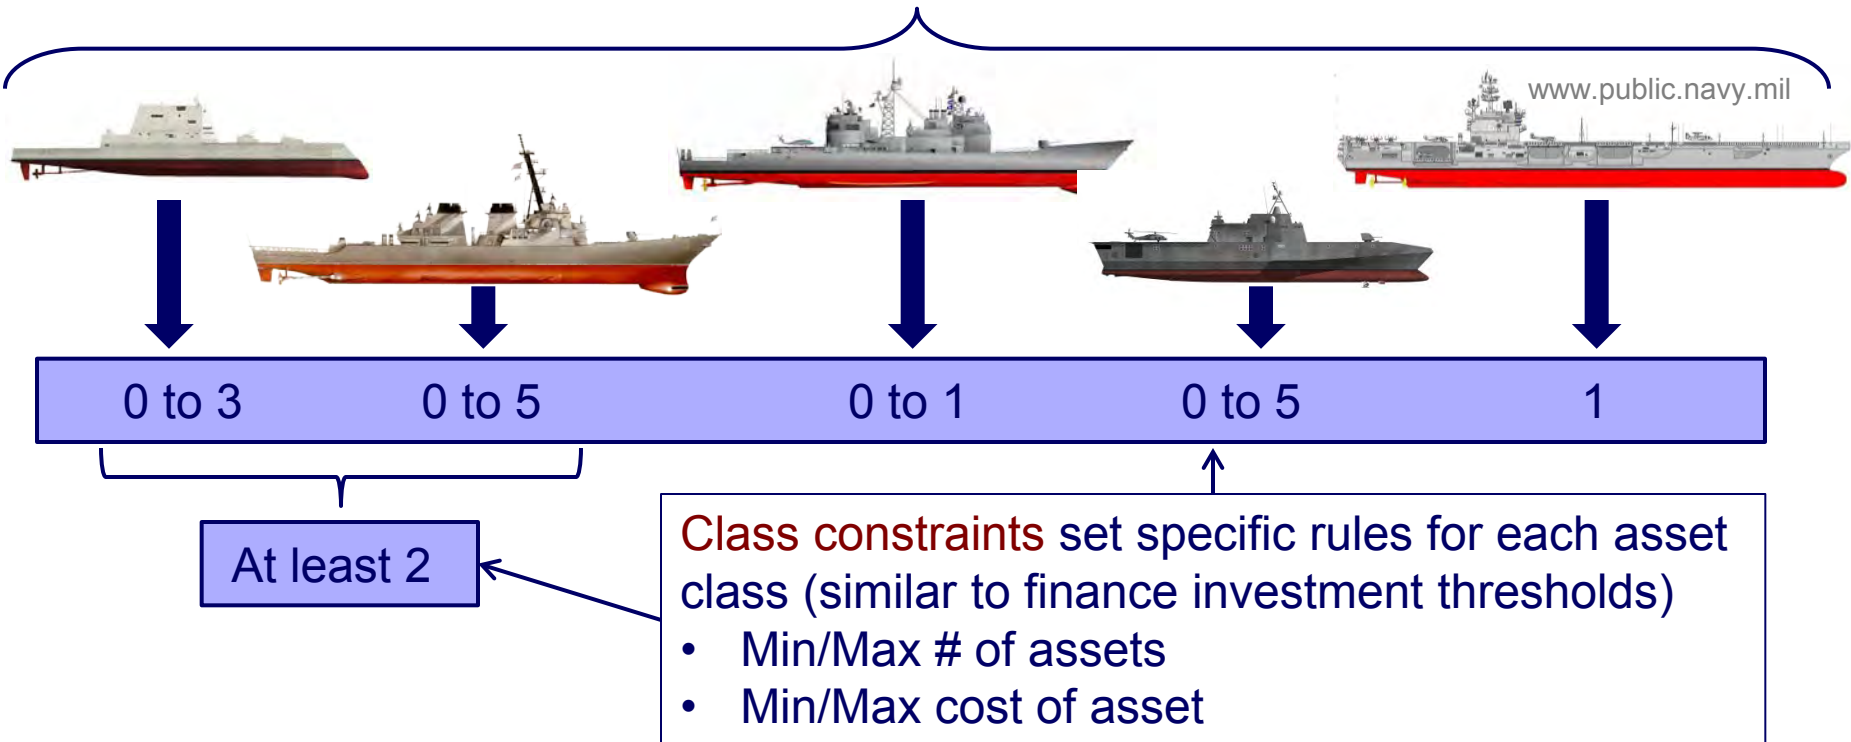 www.public.navy.mil
0 to 3
0 to 5
0 to 1
0 to 5
1
At least 2
Class constraints set specific rules for each asset
class (similar to finance investment thresholds)
• Min/Max # of assets
• Min/Max cost of asset